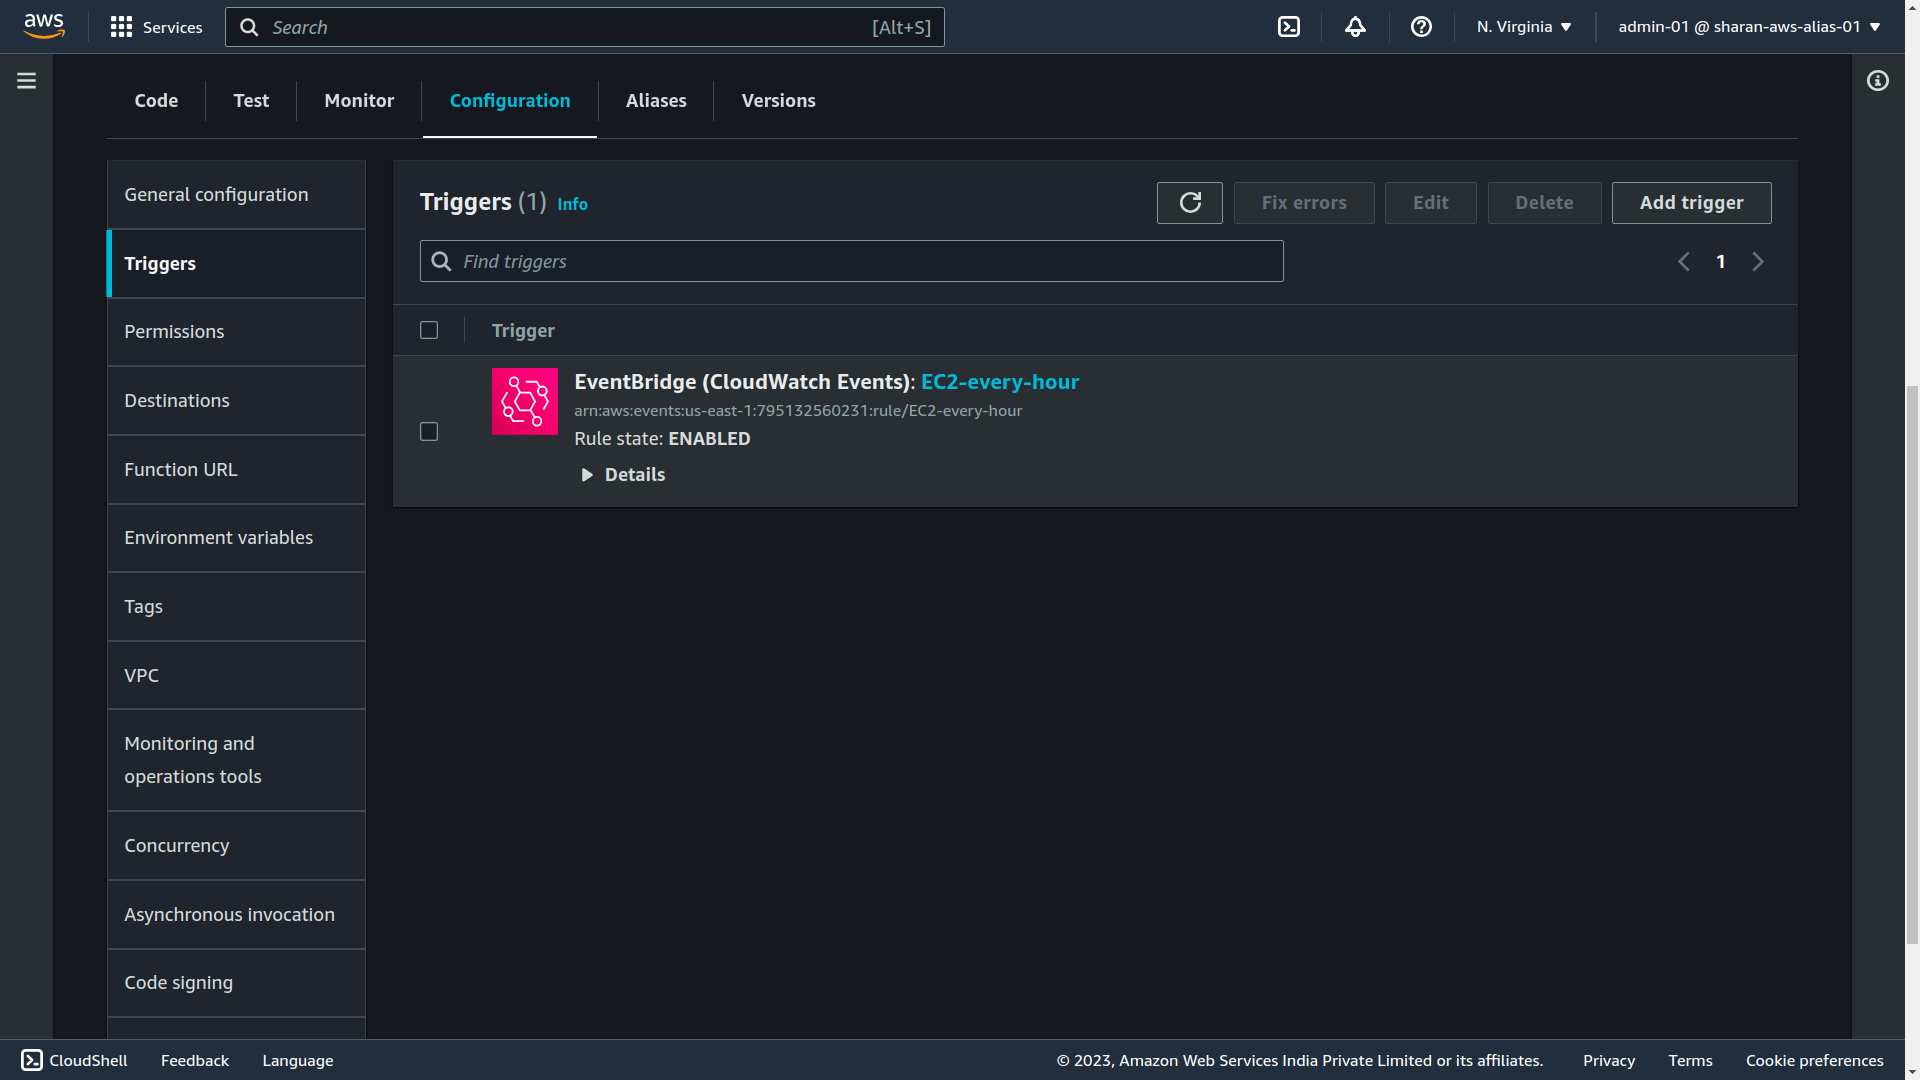 aws Services Search [Alt+S] N. Virginia admin-01 @ sharan-aws-alias-01
Code Test Monitor Configuration Aliases Versions
General configuration
Triggers
Permissions
Destinations
Function URL
Environment variables
Tags
VPC
Monitoring and
operations tools
Concurrency
Asynchronous invocation
Code signing
Triggers (1) Info Fix errors Edit Delete Add trigger
Find triggers 1
Trigger
EventBridge (CloudWatch Events): EC2-every-hour
arn:aws:events:us-east-1:795132560231:rule/EC2-every-hour
Rule state: ENABLED
Details
CloudShell Feedback Language © 2023, Amazon Web Services India Private Limited or its affiliates. Privacy Terms Cookie preferences